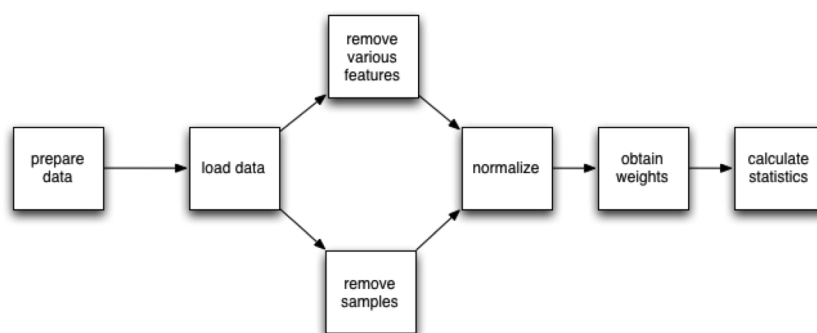 remove
various
features
prepare
data
load data
normalize
obtain
weights
calculate
statistics
remove
samples